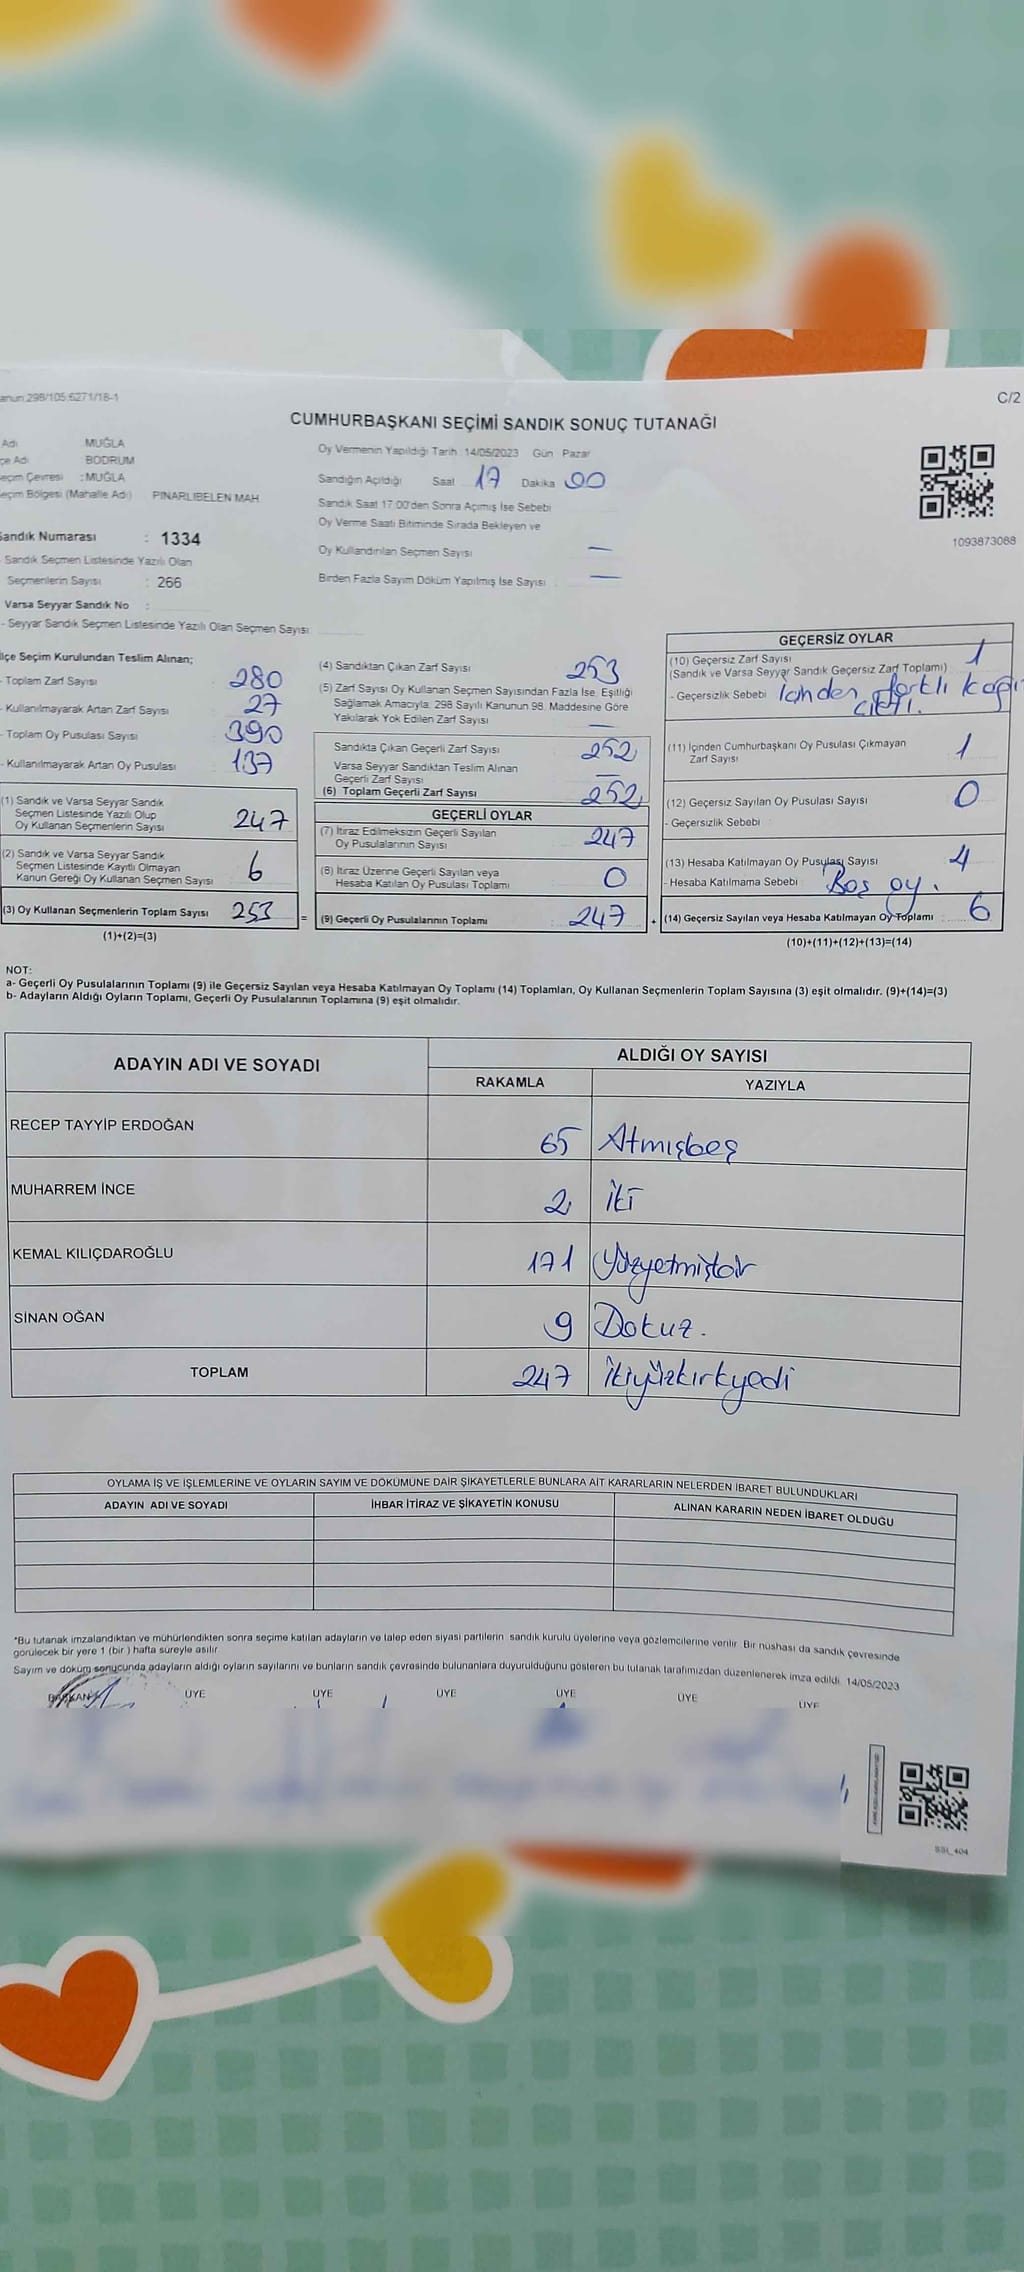 anun:298/105;6271/18-1
C/2
CUMHURBAŞKANI SEÇİMİ SANDIK SONUÇ TUTANAĞI
Adı MUĞLA
çe Adı BODRUM
eçim Çevresi : MUĞLA
eçim Bölgesi (Mahalle Adı) PINARLIBELEN MAH.
Sandık Numarası : 1334
- Sandık Seçmen Listesinde Yazılı Olan
Seçmenlerin Sayısı : 266
Varsa Seyyar Sandık No :
- Seyyar Sandık Seçmen Listesinde Yazılı Olan Seçmen Sayısı:
Oy Vermenin Yapıldığı Tarih 14/05/2023 Gün Pazar
Sandığın Açıldığı Saat 17 Dakika 00
Sandık Saat 17:00'den Sonra Açımış İse Sebebi
Oy Verme Saati Bitiminde Sırada Bekleyen ve
Oy Kullandırılan Seçmen Sayısı —
Birden Fazla Sayım Döküm Yapılmış İse Sayısı : —
1093873088
lçe Seçim Kurulundan Teslim Alınan;
- Toplam Zarf Sayısı 280
- Kullanılmayarak Artan Zarf Sayısı 27
- Toplam Oy Pusulası Sayısı 390
- Kullanılmayarak Artan Oy Pusulası 137
(1) Sandık ve Varsa Seyyar Sandık
Seçmen Listesinde Yazılı Olup
Oy Kullanan Seçmenlerin Sayısı 247
(2) Sandık ve Varsa Seyyar Sandık
Seçmen Listesinde Kayıtlı Olmayan
Kanun Gereği Oy Kullanan Seçmen Sayısı 6
(3) Oy Kullanan Seçmenlerin Toplam Sayısı 253 =
(1)+(2)=(3)
(4) Sandıktan Çıkan Zarf Sayısı 253
(5) Zarf Sayısı Oy Kullanan Seçmen Sayısından Fazla İse, Eşitliği
Sağlamak Amacıyla, 298 Sayılı Kanunun 98. Maddesine Göre
Yakılarak Yok Edilen Zarf Sayısı —
Sandıkta Çıkan Geçerli Zarf Sayısı 252
Varsa Seyyar Sandıktan Teslim Alınan
Geçerli Zarf Sayısı —
(6) Toplam Geçerli Zarf Sayısı 252
GEÇERLİ OYLAR
(7) İtiraz Edilmeksizin Geçerli Sayılan
Oy Pusulalarının Sayısı 247
(8) İtiraz Üzerine Geçerli Sayılan veya
Hesaba Katılan Oy Pusulası Toplamı 0
(9) Geçerli Oy Pusulalarının Toplamı 247 +
GEÇERSİZ OYLAR
(10) Geçersiz Zarf Sayısı 1
(Sandık ve Varsa Seyyar Sandık Geçersiz Zarf Toplamı)
- Geçersizlik Sebebi İçinden farklı
çıktı.
(11) İçinden Cumhurbaşkanı Oy Pusulası Çıkmayan
Zarf Sayısı 1
(12) Geçersiz Sayılan Oy Pusulası Sayısı 0
- Geçersizlik Sebebi
(13) Hesaba Katılmayan Oy Pusulası Sayısı 4
- Hesaba Katılmama Sebebi Boş oy.
(14) Geçersiz Sayılan veya Hesaba Katılmayan Oy Toplamı 6
(10)+(11)+(12)+(13)=(14)
NOT:
a- Geçerli Oy Pusulalarının Toplamı (9) ile Geçersiz Sayılan veya Hesaba Katılmayan Oy Toplamı (14) Toplamları, Oy Kullanan Seçmenlerin Toplam Sayısına (3) eşit olmalıdır. (9)+(14)=(3)
b- Adayların Aldığı Oyların Toplamı, Geçerli Oy Pusulalarının Toplamına (9) eşit olmalıdır.
ADAYIN ADI VE SOYADI ALDIĞI OY SAYISI
RAKAMLA YAZIYLA
RECEP TAYYİP ERDOĞAN 65 Atmışbeş
MUHARREM İNCE 2 İki
KEMAL KILIÇDAROĞLU 171 Yüzyetmişbir
SİNAN OĞAN 9 Dokuz.
TOPLAM 247 İkiyüzkırkyedi
OYLAMA İŞ VE İŞLEMLERİNE VE OYLARIN SAYIM VE DÖKÜMÜNE DAİR ŞİKAYETLERLE BUNLARA AİT KARARLARIN NELERDEN İBARET BULUNDUKLARI
ADAYIN ADI VE SOYADI İHBAR İTİRAZ VE ŞİKAYETİN KONUSU ALINAN KARARIN NEDEN İBARET OLDUĞU
*Bu tutanak imzalandıktan ve mühürlendikten sonra seçime katılan adayların ve talep eden siyasi partilerin sandık kurulu üyelerine veya gözlemcilerine verilir. Bir nüshası da sandık çevresinde
görülecek bir yere 1 (bir ) hafta süreyle asılır.
Sayım ve döküm sonucunda adayların aldığı oyların sayılarını ve bunların sandık çevresinde bulunanlara duyurulduğunu gösteren bu tutanak tarafımızdan düzenlenerek imza edildi. 14/05/2023
BAŞKAN ÜYE ÜYE ÜYE ÜYE ÜYE ÜYE
SSL_404